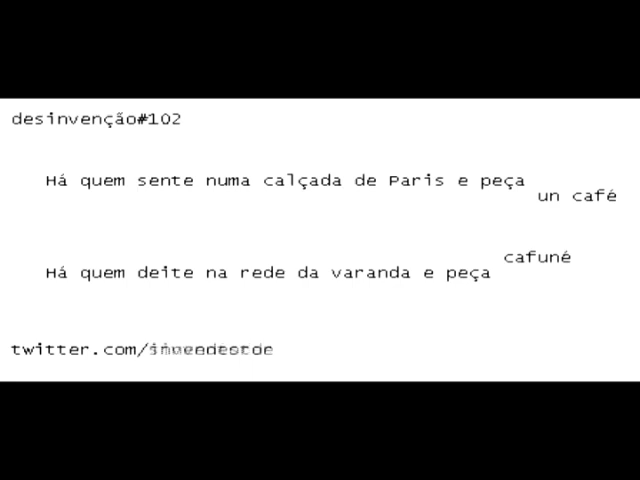 desinvenção#102
Há quem sente numa calçada de Paris e peça
un café
cafuné
Há quem deite na rede da varanda e peça
twitter.com/